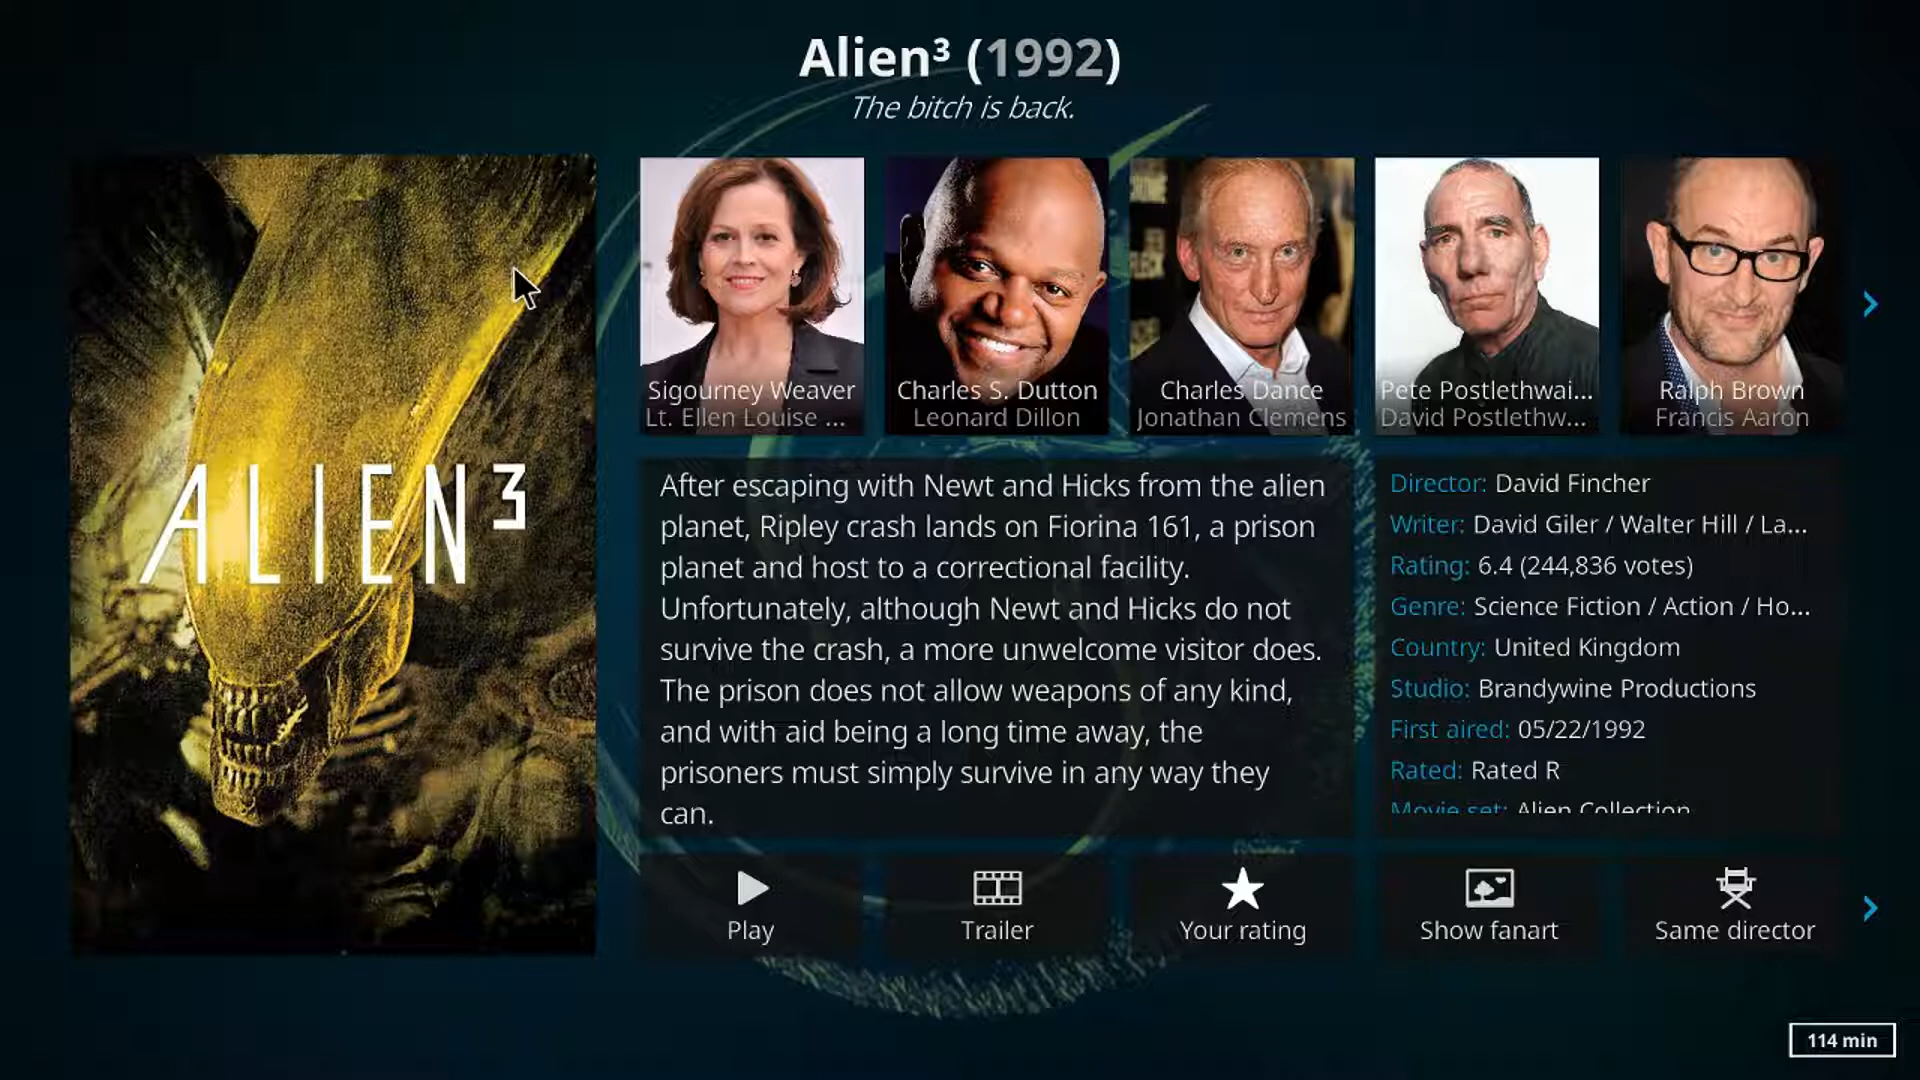 Alien³ (1992)
The bitch is back.
ALIEN³
Sigourney Weaver
Lt. Ellen Louise ...
Charles S. Dutton
Leonard Dillon
Charles Dance
Jonathan Clemens
Pete Postlethwai...
David Postlethw...
Ralph Brown
Francis Aaron
After escaping with Newt and Hicks from the alien
planet, Ripley crash lands on Fiorina 161, a prison
planet and host to a correctional facility.
Unfortunately, although Newt and Hicks do not
survive the crash, a more unwelcome visitor does.
The prison does not allow weapons of any kind,
and with aid being a long time away, the
prisoners must simply survive in any way they
can.
Director: David Fincher
Writer: David Giler / Walter Hill / La...
Rating: 6.4 (244,836 votes)
Genre: Science Fiction / Action / Ho...
Country: United Kingdom
Studio: Brandywine Productions
First aired: 05/22/1992
Rated: Rated R
Movie set: Alien Collection
Play
Trailer
Your rating
Show fanart
Same director
114 min